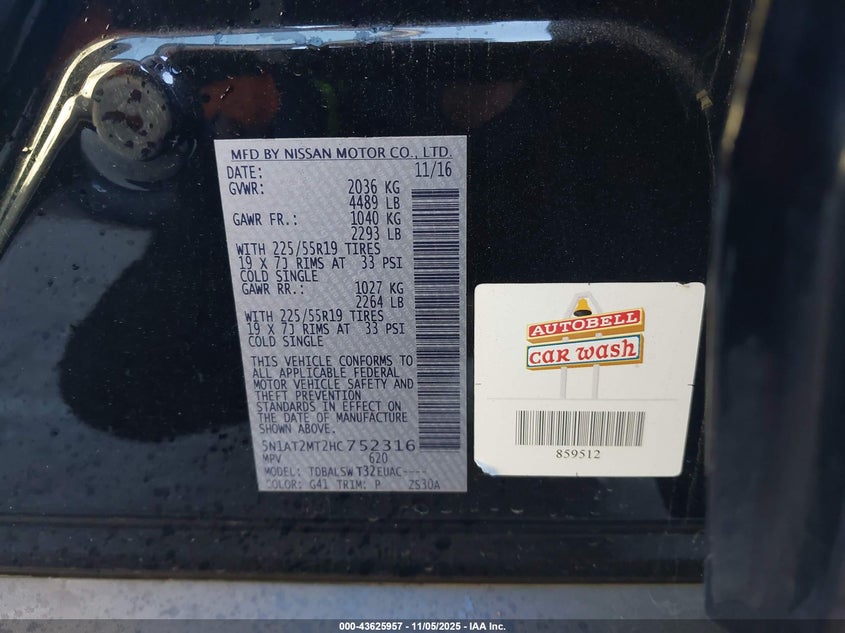 MFD BY NISSAN MOTOR CO., LTD.
DATE: 11/16
GVWR: 2036 KG
4489 LB
GAWR FR.: 1040 KG
2293 LB
WITH 225/55R19 TIRES
19 X 7J RIMS AT 33 PSI
COLD SINGLE
GAWR RR.: 1027 KG
2264 LB
WITH 225/55R19 TIRES
19 X 7J RIMS AT 33 PSI
COLD SINGLE
THIS VEHICLE CONFORMS TO
ALL APPLICABLE FEDERAL
MOTOR VEHICLE SAFETY AND
THEFT PREVENTION
STANDARDS IN EFFECT ON
THE DATE OF MANUFACTURE
SHOWN ABOVE.
5N1AT2MT2HC752316
MPV 620
MODEL: TDBALSW T32EUAC----
COLOR: G41 TRIM: P 2S30A
AUTOBELL
CAR WASH
859512
000-43625957 - 11/05/2025 - IAA Inc.